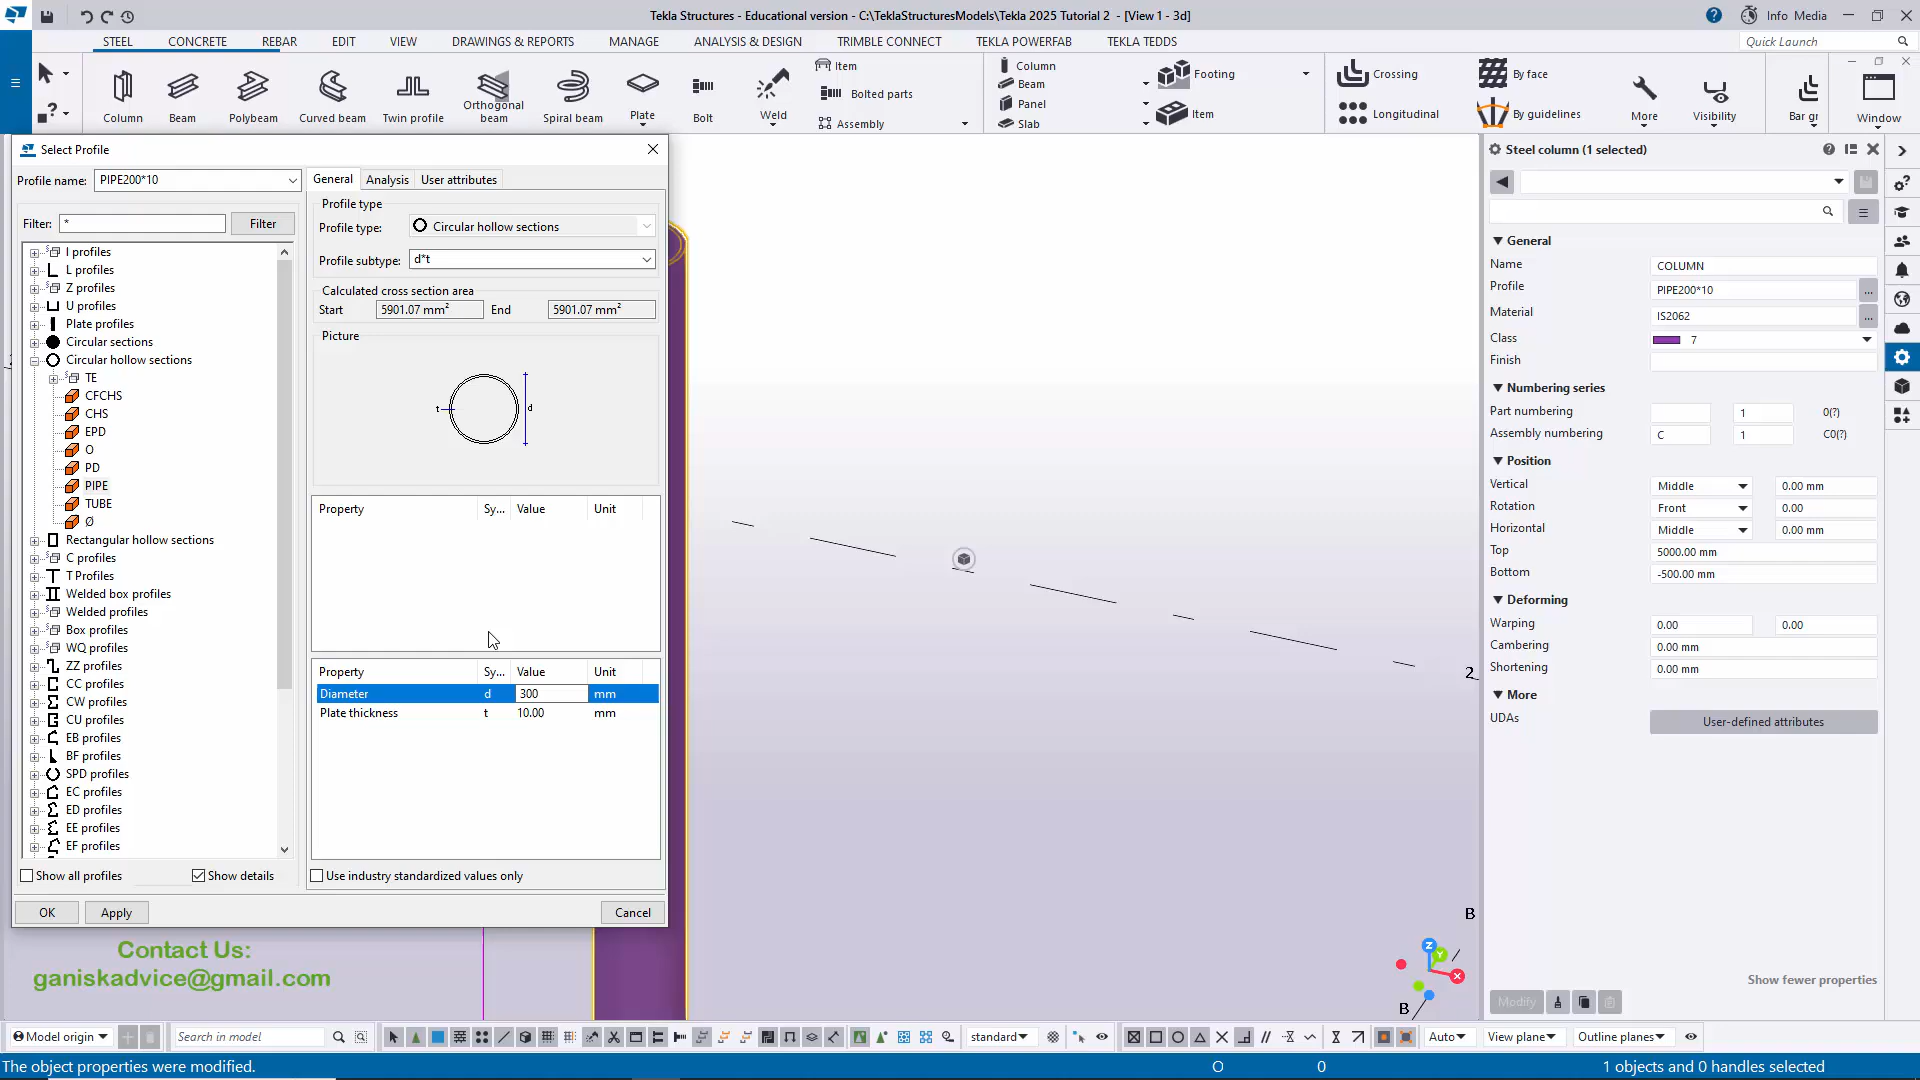 Tekla Structures - Educational version - C:\TeklaStructuresModels\Tekla 2025 Tutorial 2 - [View 1 - 3d]
Info Media
STEEL CONCRETE REBAR EDIT VIEW DRAWINGS & REPORTS MANAGE ANALYSIS & DESIGN TRIMBLE CONNECT TEKLA POWERFAB TEKLA TEDDS
Quick Launch
Column Beam Polybeam Curved beam Twin profile Orthogonal beam Spiral beam Plate Bolt Weld
Item
Bolted parts
Assembly
Column
Beam
Panel
Slab
Footing
Item
Crossing
Longitudinal
By face
By guidelines
More Visibility Bar gr Window
Select Profile
Profile name: PIPE200*10
Filter: * Filter
I profiles
L profiles
Z profiles
U profiles
Plate profiles
Circular sections
Circular hollow sections
TE
CFCHS
CHS
EPD
O
PD
PIPE
TUBE
Ø
Rectangular hollow sections
C profiles
T Profiles
Welded box profiles
Welded profiles
Box profiles
WQ profiles
ZZ profiles
CC profiles
CW profiles
CU profiles
EB profiles
BF profiles
SPD profiles
EC profiles
ED profiles
EE profiles
EF profiles
Show all profiles Show details
OK Apply Cancel
General Analysis User attributes
Profile type
Profile type: Circular hollow sections
Profile subtype: d*t
Calculated cross section area
Start 5901.07 mm² End 5901.07 mm²
Picture
t d
Property Sy... Value Unit
Property Sy... Value Unit
Diameter d 300 mm
Plate thickness t 10.00 mm
Use industry standardized values only
Contact Us:
ganiskadvice@gmail.com
2
B
B
Z
Y
X
Steel column (1 selected)
General
Name COLUMN
Profile PIPE200*10 ...
Material IS2062 ...
Class 7
Finish
Numbering series
Part numbering 1 0(?)
Assembly numbering C 1 C0(?)
Position
Vertical Middle 0.00 mm
Rotation Front 0.00
Horizontal Middle 0.00 mm
Top 5000.00 mm
Bottom -500.00 mm
Deforming
Warping 0.00 0.00
Cambering 0.00 mm
Shortening 0.00 mm
More
UDAs User-defined attributes
Show fewer properties
Modify
Model origin Search in model standard Auto View plane Outline planes
The object properties were modified. O 0 1 objects and 0 handles selected